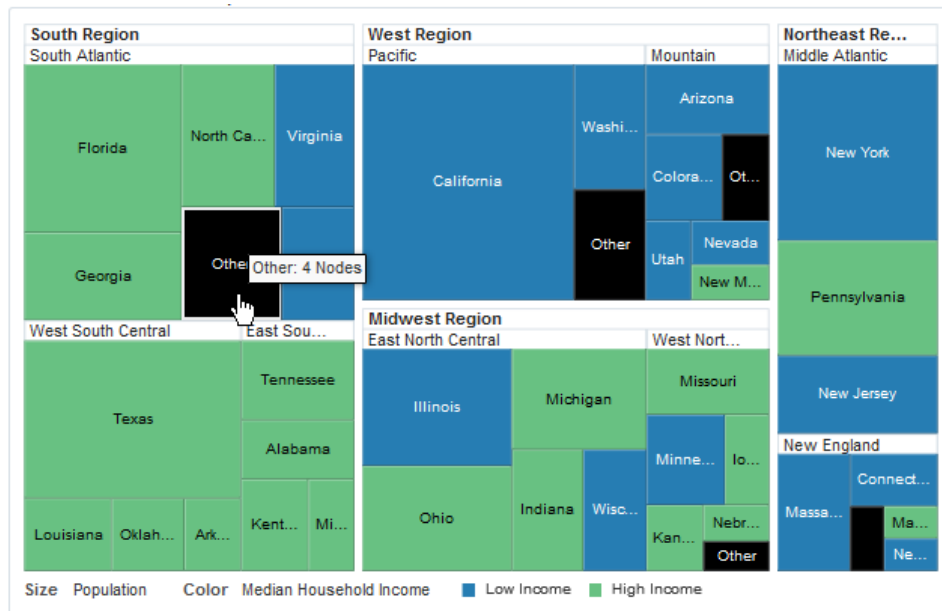 South Region
South Atlantic
Florida
North Ca...
Virginia
Georgia
Other
Other: 4 Nodes
West South Central
Texas
Louisiana
Oklah...
Ark...
East Sou...
Tennessee
Alabama
Kent...
Mi...
West Region
Pacific
California
Washi...
Other
Mountain
Arizona
Colora...
Ot...
Utah
Nevada
New M...
Midwest Region
East North Central
Illinois
Michigan
Ohio
Indiana
Wisc...
West Nort...
Missouri
Minne...
Io...
Kan...
Nebr...
Other
Northeast Re...
Middle Atlantic
New York
Pennsylvania
New Jersey
New England
Massa...
Connect...
Ma...
Ne...
Size Population Color Median Household Income Low Income High Income